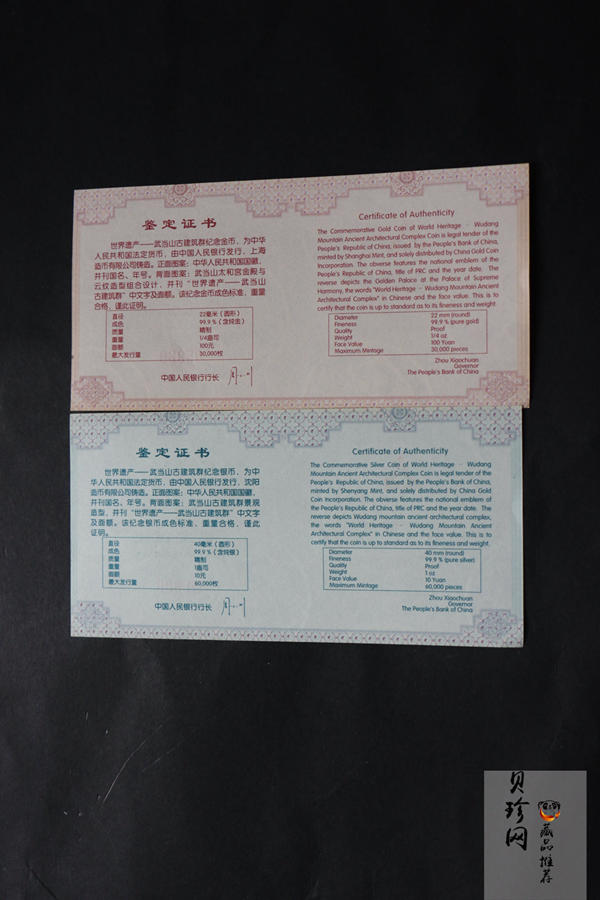 鉴定证书
世界遗产——武当山古建筑群纪念金币，为中华
人民共和国法定货币，由中国人民银行发行，上海
造币有限公司铸造。正面图案：中华人民共和国国徽，
并刊国名、年号。背面图案：武当山太和宫金殿与
云纹造型组合设计，并刊“世界遗产——武当山
古建筑群”中文字及面额。该纪念金币成色标准、重量
合格，谨此证明。
直径 22毫米（圆形）
成色 99.9％（含纯金）
质量 精制
重量 1/4盎司
面额 100元
最大发行量 30,000枚
中国人民银行行长
Certificate of Authenticity
The Commemorative Gold Coin of World Heritage - Wudang
Mountain Ancient Architectural Complex Coin is legal tender of the
People's Republic of China, issued by the People's Bank of China,
minted by Shanghai Mint, and solely distributed by China Gold Coin
Incorporation. The obverse features the national emblem of the
People's Republic of China, title of PRC and the year date. The
reverse depicts the Golden Palace at the Palace of Supreme
Harmony, the words "World Heritage - Wudang Mountain Ancient
Architectural Complex" in Chinese and the face value. This is to
certify that the coin is up to standard as to its fineness and weight.
Diameter 22 mm (round)
Fineness 99.9% (pure gold)
Quality Proof
Weight 1/4 oz
Face Value 100 Yuan
Maximum Mintage 30,000 pieces
Zhou Xiaochuan
Governor
The People's Bank of China
鉴定证书
世界遗产——武当山古建筑群纪念银币，为中华
人民共和国法定货币，由中国人民银行发行，沈阳
造币有限公司铸造。正面图案：中华人民共和国国徽，
并刊国名、年号。背面图案：武当山古建筑群景观
造型，并刊“世界遗产——武当山古建筑群”中文字
及面额。该纪念银币成色标准、重量合格，谨此
证明。
直径 40毫米（圆形）
成色 99.9％（含纯银）
质量 精制
重量 1盎司
面额 10元
最大发行量 60,000枚
中国人民银行行长
Certificate of Authenticity
The Commemorative Silver Coin of World Heritage - Wudang
Mountain Ancient Architectural Complex Coin is legal tender of the
People's Republic of China, issued by the People's Bank of China,
minted by Shenyang Mint, and solely distributed by China Gold
Coin Incorporation. The obverse features the national emblem of
the People's Republic of China, title of PRC and the year date. The
reverse depicts Wudang mountain ancient architectural complex,
the words "World Heritage - Wudang Mountain Ancient
Architectural Complex" in Chinese and the face value. This is to
certify that the coin is up to standard as to its fineness and weight.
Diameter 40 mm (round)
Fineness 99.9% (pure silver)
Quality Proof
Weight 1 oz
Face Value 10 Yuan
Maximum Mintage 60,000 pieces
Zhou Xiaochuan
Governor
The People's Bank of China
贝珍网
藏品推荐